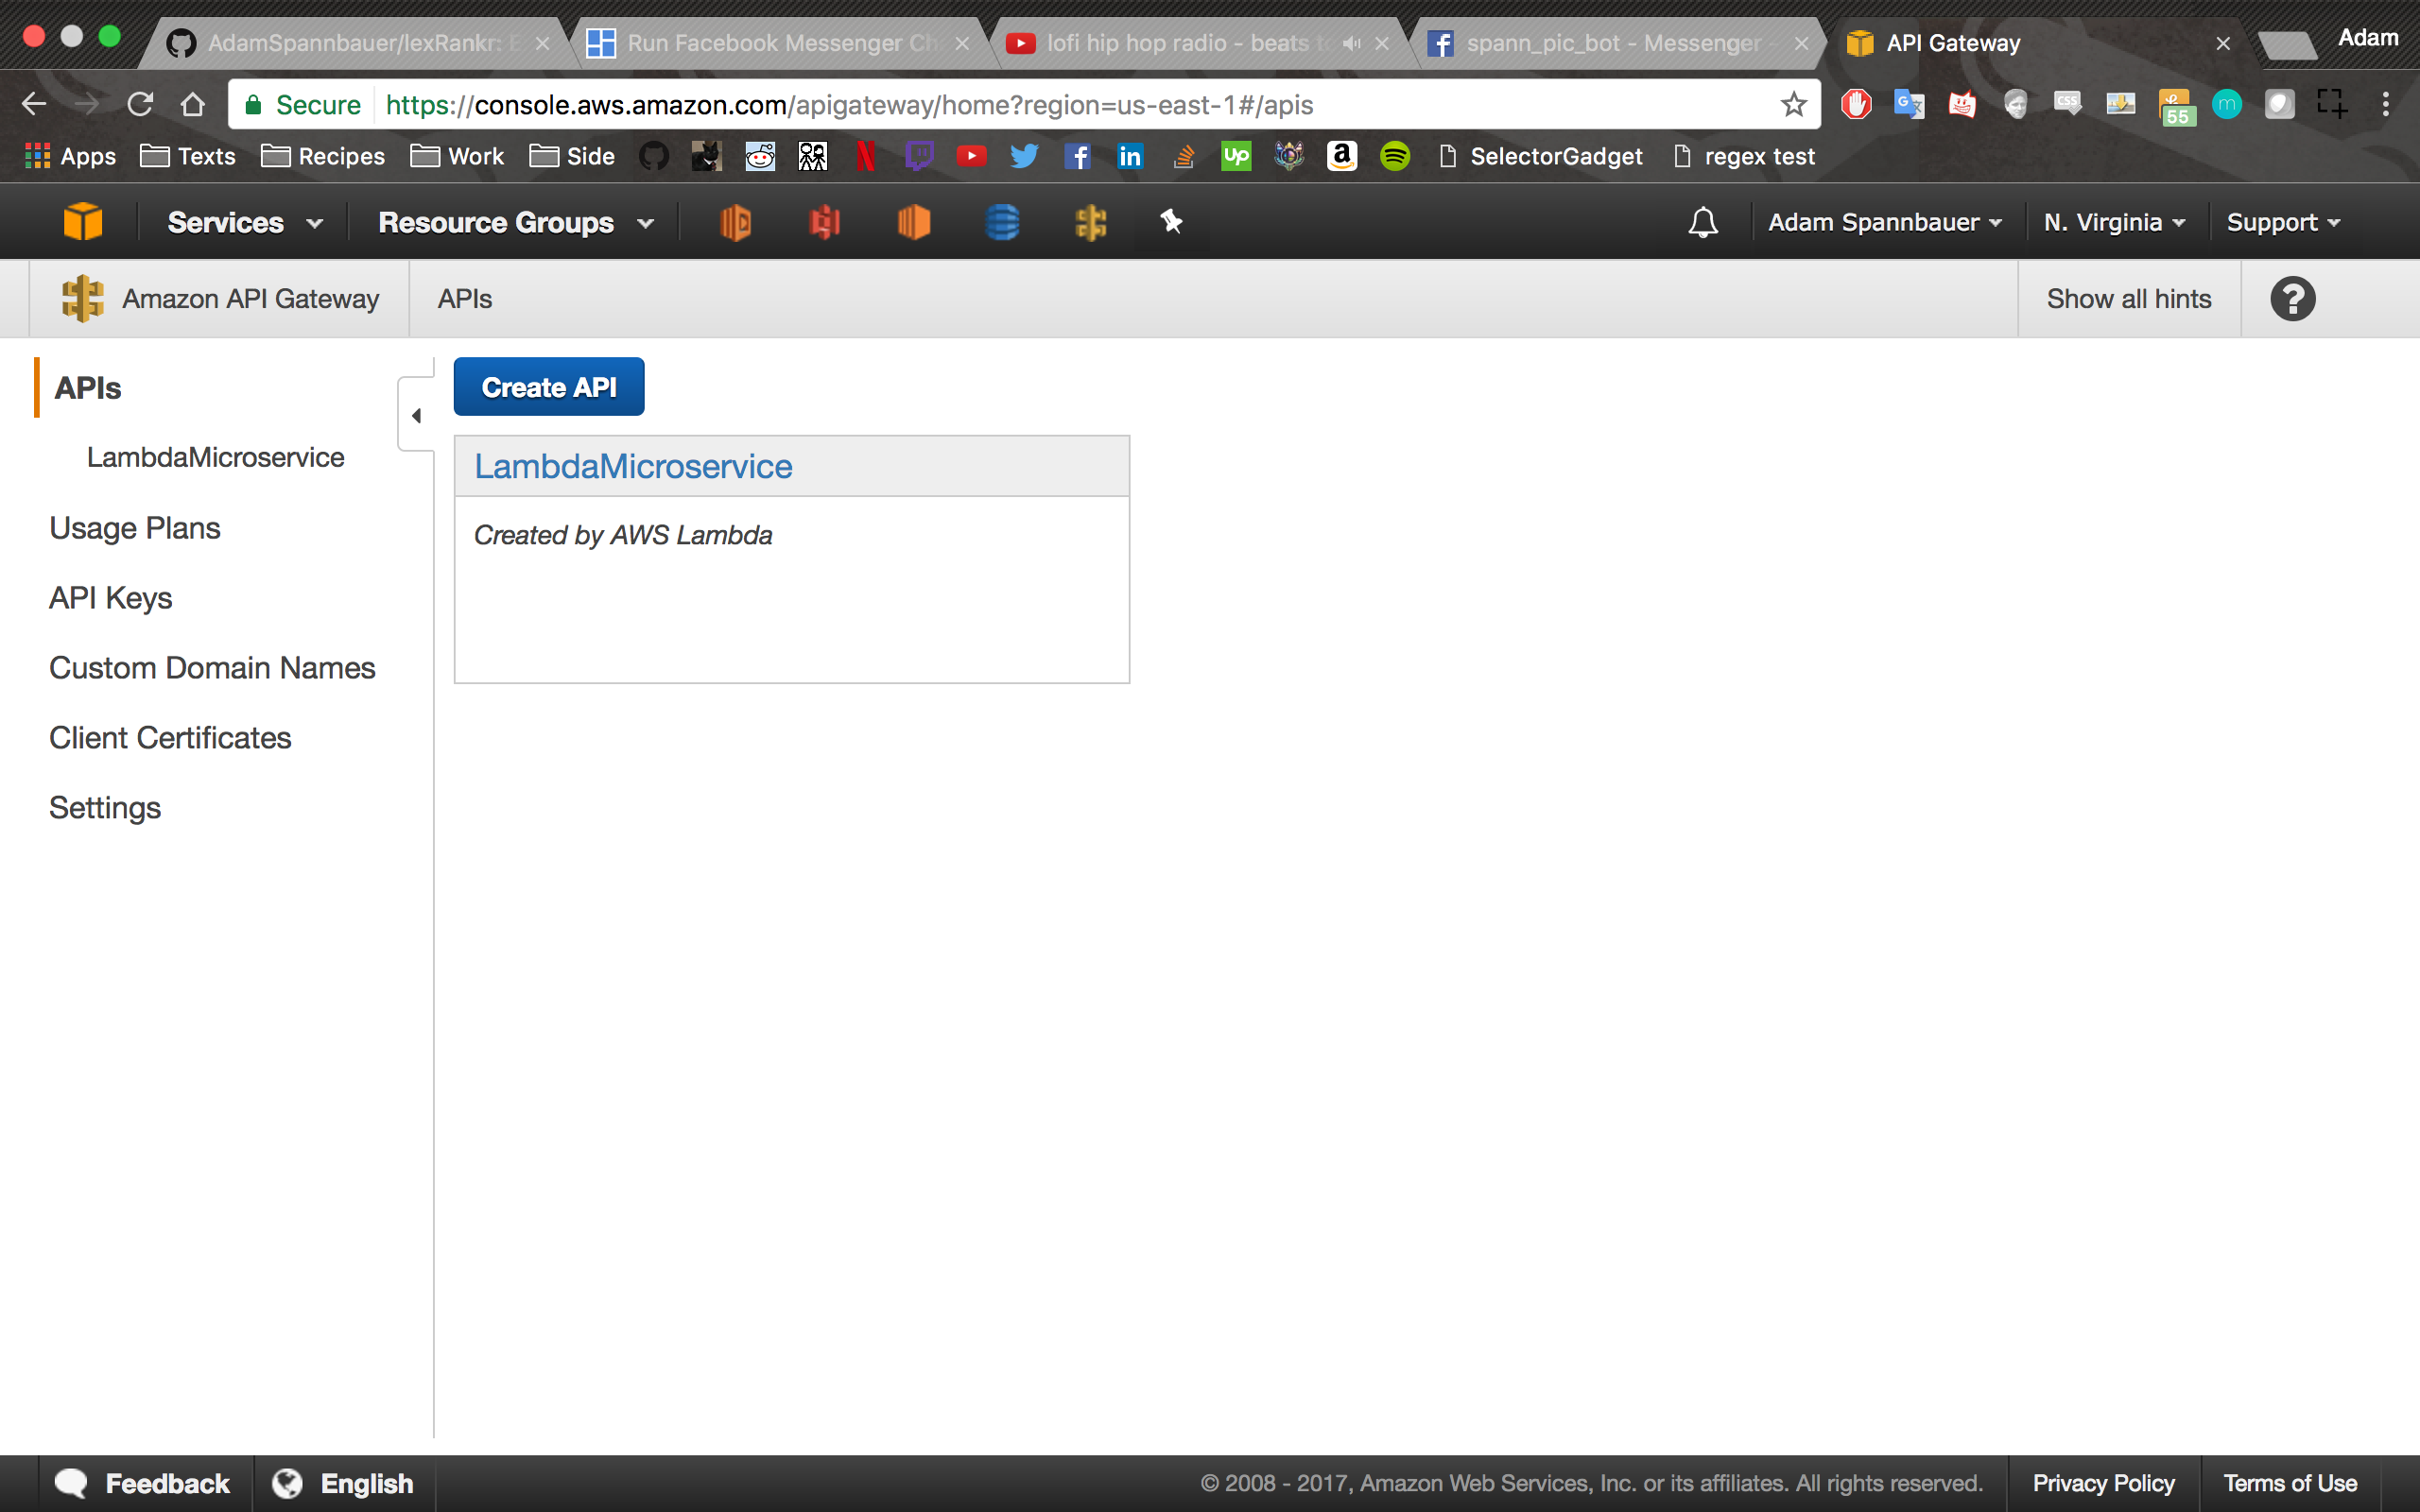 AdamSpannbauer/lexRankr: E
Run Facebook Messenger Ch
lofi hip hop radio - beats to
spann_pic_bot - Messenger -
API Gateway
Adam
Secure https://console.aws.amazon.com/apigateway/home?region=us-east-1#/apis
CSS
55
m
Apps Texts Recipes Work Side
Up
in
a
SelectorGadget regex test
Services Resource Groups
Adam Spannbauer N. Virginia Support
Amazon API Gateway APIs Show all hints ?
APIs
LambdaMicroservice
Usage Plans
API Keys
Custom Domain Names
Client Certificates
Settings
Create API
LambdaMicroservice
Created by AWS Lambda
Feedback English © 2008 - 2017, Amazon Web Services, Inc. or its affiliates. All rights reserved. Privacy Policy Terms of Use